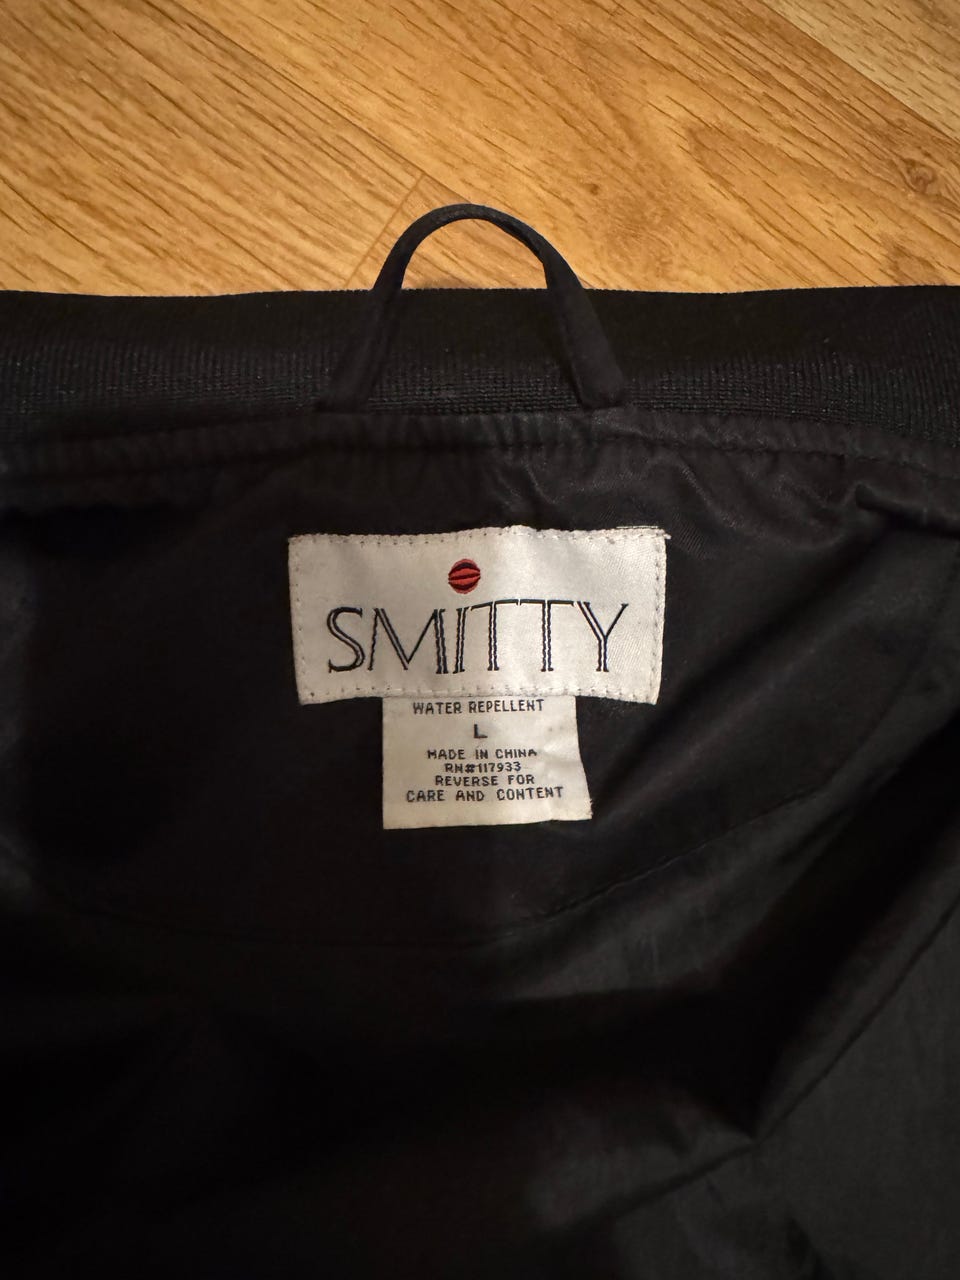 SMITTY
WATER REPELLENT
L
MADE IN CHINA
RN#117933
REVERSE FOR
CARE AND CONTENT